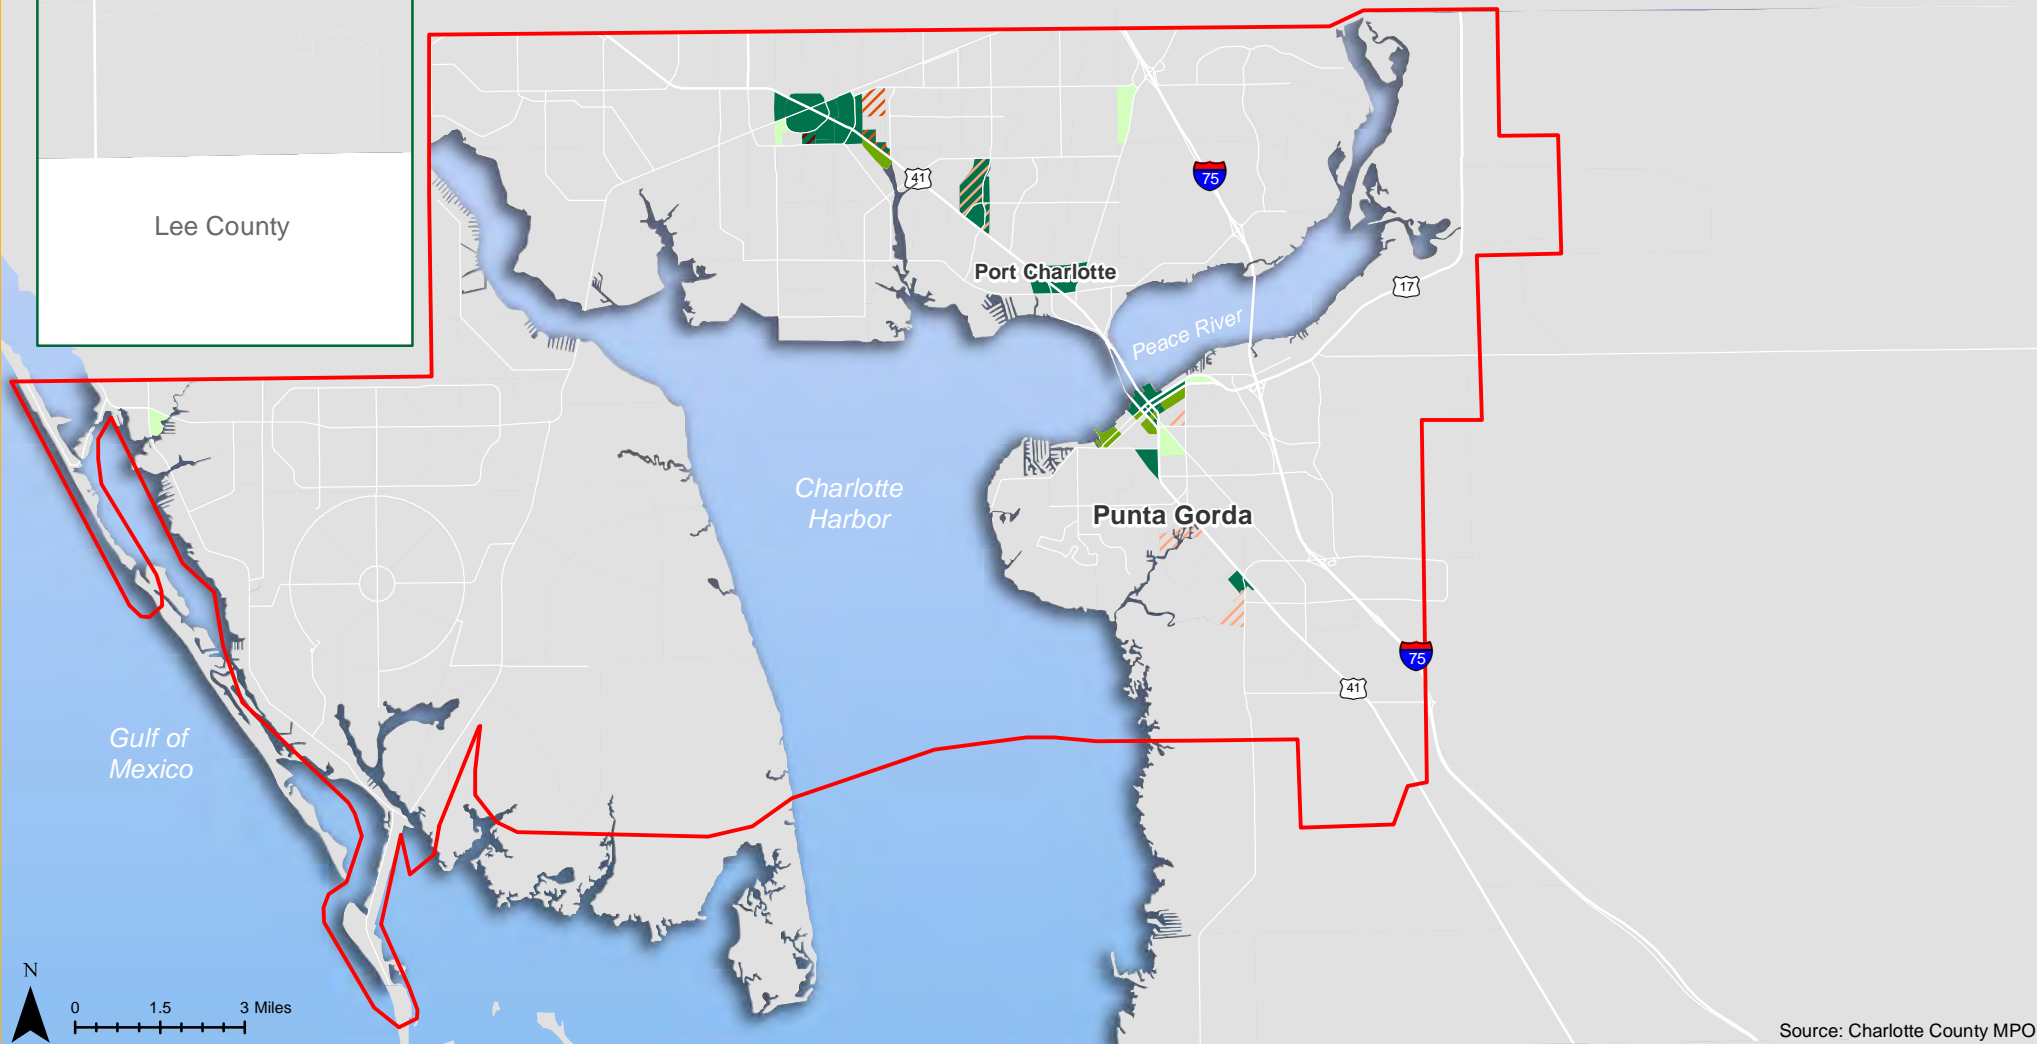 Lee County
41
75
Port Charlotte
17
Peace River
Charlotte
Harbor
Punta Gorda
75
41
Gulf of
Mexico
N
0 1.5 3 Miles
Source: Charlotte County MPO